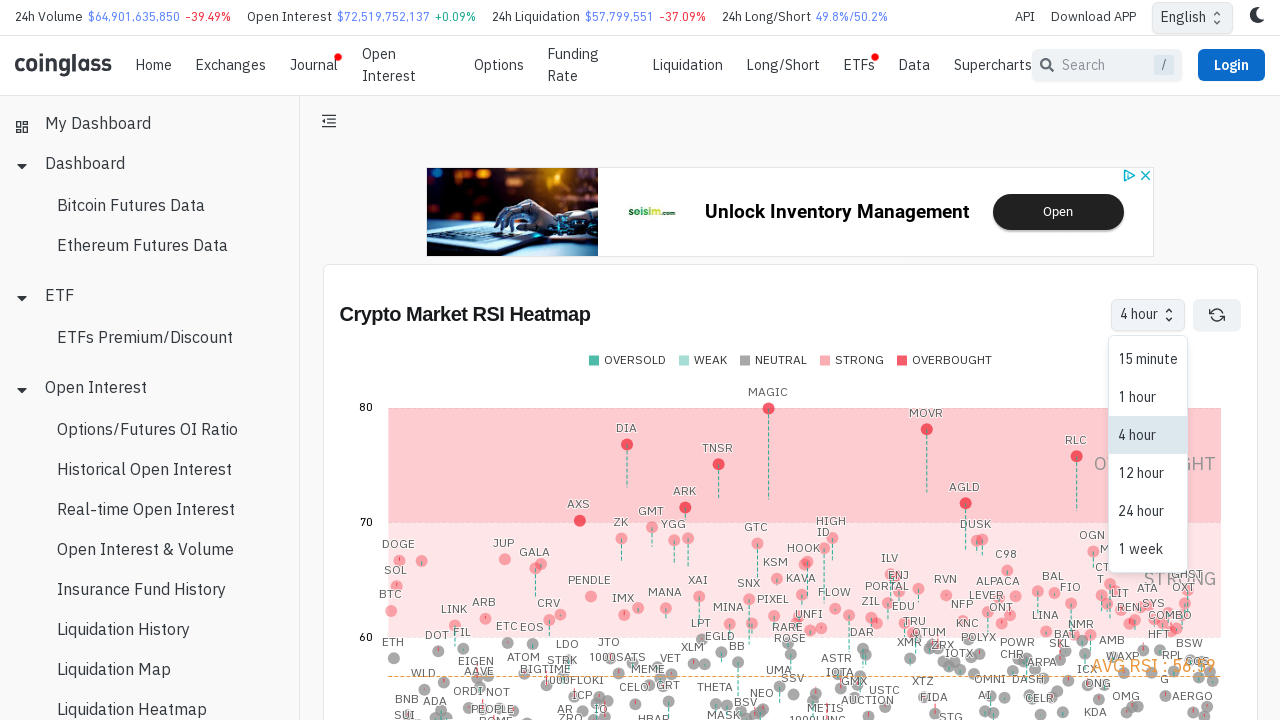 24h Volume $64,901,635,850 -39.49% Open Interest $72,519,752,137 +0.09% 24h Liquidation $57,799,551 -37.09% 24h Long/Short 49.8%/50.2% API Download APP English
coinglass Home Exchanges Journal Open Interest Options Funding Rate Liquidation Long/Short ETFs Data Supercharts Search / Login
My Dashboard
Dashboard
Bitcoin Futures Data
Ethereum Futures Data
ETF
ETFs Premium/Discount
Open Interest
Options/Futures OI Ratio
Historical Open Interest
Real-time Open Interest
Open Interest & Volume
Insurance Fund History
Liquidation History
Liquidation Map
Liquidation Heatmap
seisim.com Unlock Inventory Management Open
Crypto Market RSI Heatmap 4 hour
15 minute
1 hour
4 hour
12 hour
24 hour
1 week
OVERSOLD WEAK NEUTRAL STRONG OVERBOUGHT
80
MAGIC
MOVR
DIA
TNSR
RLC
ARK
AGLD
AXS
GMT
70
ZK YGG GTC HIGH DUSK
ID
OGN
DOGE JUP GALA KSM HOOK ILV C98
SOL PENDLE XAI SNX KAVA PORTAL ENJ RVN ALPACA BAL FIO STRONG
BTC ARB IMX MANA PIXEL FLOW LEVER LIT ATA OXT
LINK CRV MINA UNFI ZIL EDU NFP ONT LINA REN SYS COMBO
60
ETC EOS LPT RARE TRU KNC NMR
ETH DOT FIL LDO JTO EGLD BB ROSE DAR XMR QTUM ZRX POLYX POWR SKL BAT AMB HFT BSW
EIGEN ATOM STRK 1000SATS VET XLM ASTR IOTX CHR ARPA WAXP RPL
WLD AAVE BIGTIME MEME UMA IOTA ICX AVG RSI :
1000FLOKI CELO GRT THETA SSV GMX XTZ OMNI DASH ONG
BNB ADA ORDI NOT ICP NEO USTC FIDA AI CELR OMG AERGO
PEOPLE AR IO BSV METIS AUCTION KDA
SUI ZRO HBAR MASK STG